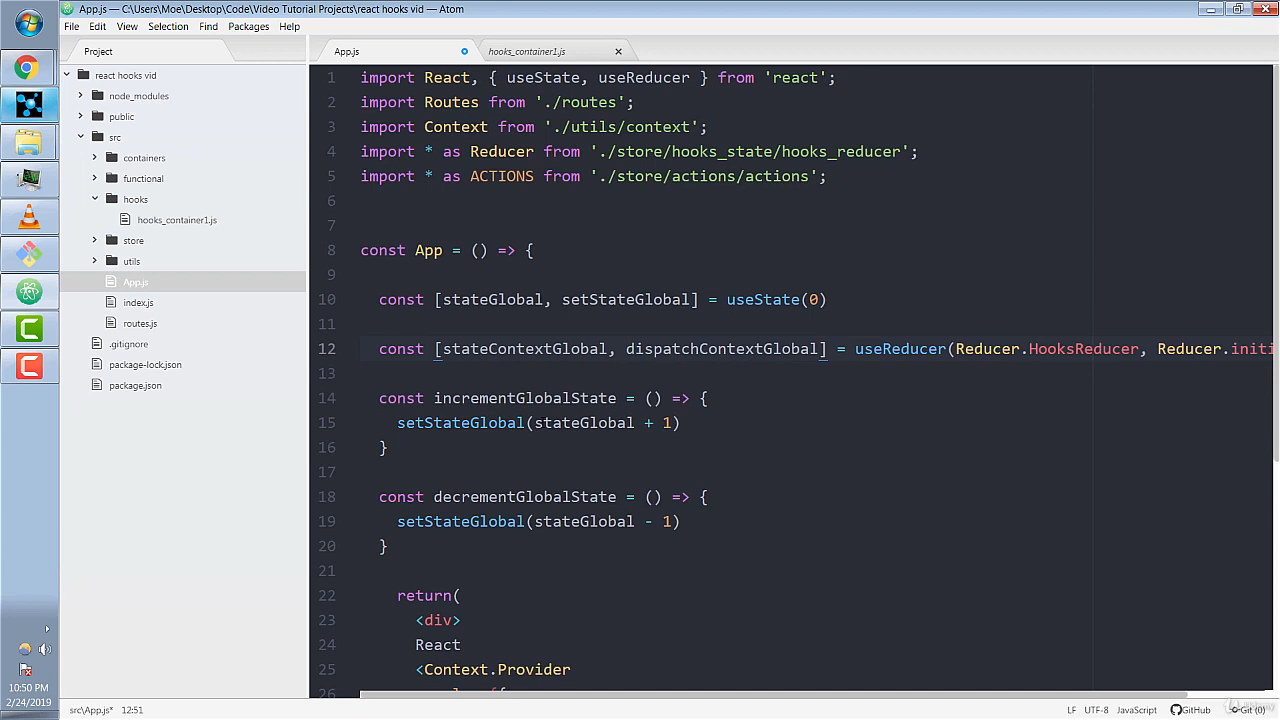 App.js — C:\Users\Moe\Desktop\Code\Video Tutorial Projects\react hooks vid — Atom
File Edit View Selection Find Packages Help
Project
react hooks vid
node_modules
public
src
containers
functional
hooks
hooks_container1.js
store
utils
App.js
index.js
routes.js
.gitignore
package-lock.json
package.json
App.js
hooks_container1.js
1 import React, { useState, useReducer } from 'react';
2 import Routes from './routes';
3 import Context from './utils/context';
4 import * as Reducer from './store/hooks_state/hooks_reducer';
5 import * as ACTIONS from './store/actions/actions';
6
7
8 const App = () => {
9
10 const [stateGlobal, setStateGlobal] = useState(0)
11
12 const [stateContextGlobal, dispatchContextGlobal] = useReducer(Reducer.HooksReducer, Reducer.initi
13
14 const incrementGlobalState = () => {
15 setStateGlobal(stateGlobal + 1)
16 }
17
18 const decrementGlobalState = () => {
19 setStateGlobal(stateGlobal - 1)
20 }
21
22 return(
23 <div>
24 React
25 <Context.Provider
26
10:50 PM
2/24/2019
src\App.js* 12:51
LF UTF-8 JavaScript GitHub Git (0)